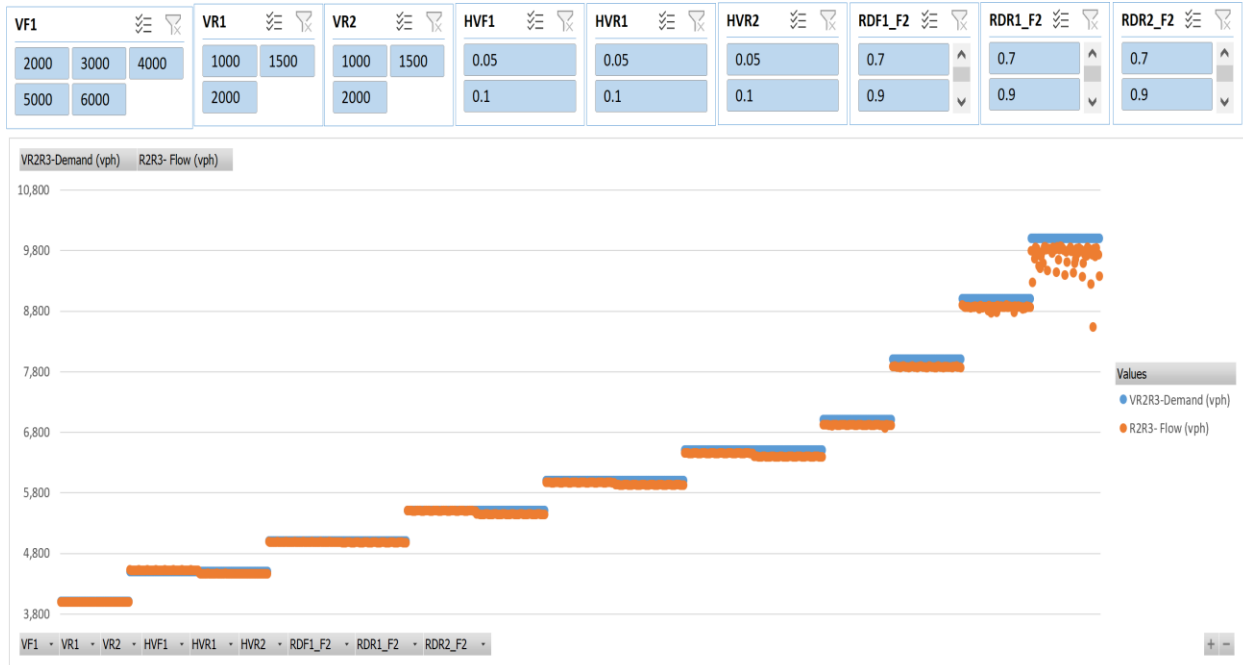 VF1 VR1 VR2 HVF1 HVR1 HVR2 RDF1_F2 RDR1_F2 RDR2_F2
2000 3000 4000 1000 1500 1000 1500 0.05 0.05 0.05 0.7 0.7 0.7
5000 6000 2000 2000 0.1 0.1 0.1 0.9 0.9 0.9
VR2R3-Demand (vph) R2R3- Flow (vph)
10,800
9,800
8,800
7,800
6,800
5,800
4,800
3,800
Values
VR2R3-Demand (vph)
R2R3- Flow (vph)
VF1 VR1 VR2 HVF1 HVR1 HVR2 RDF1_F2 RDR1_F2 RDR2_F2